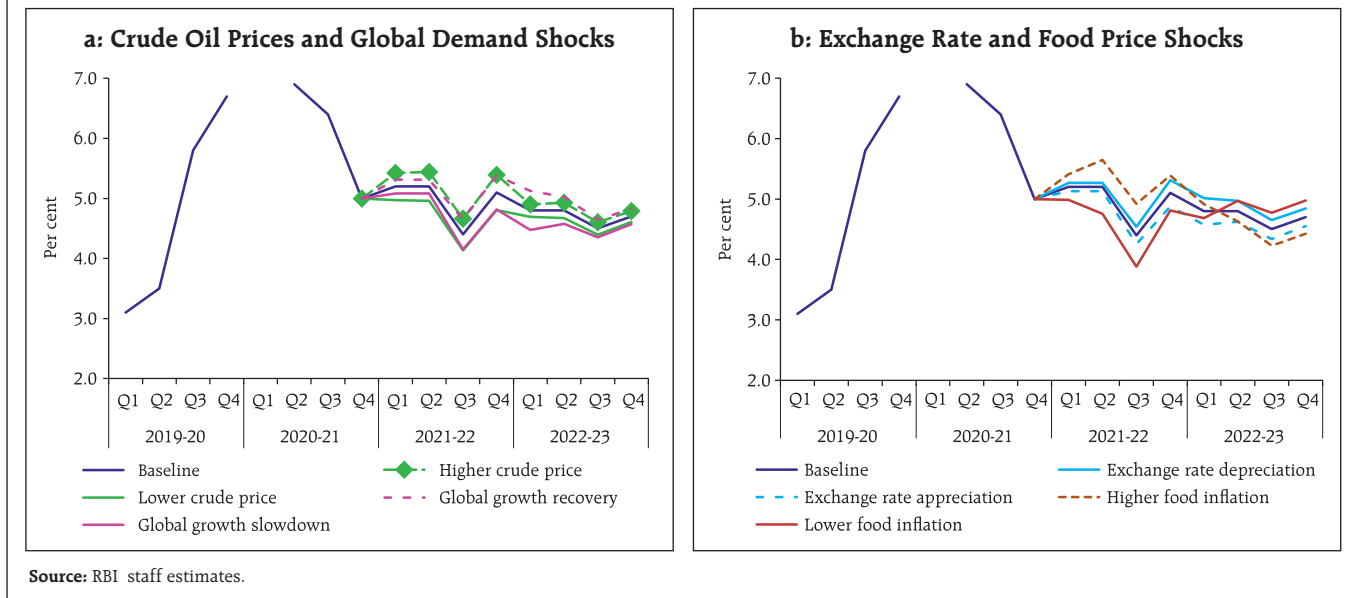 a: Crude Oil Prices and Global Demand Shocks
Per cent
7.0
6.0
5.0
4.0
3.0
2.0
Q1 Q2 Q3 Q4 Q1 Q2 Q3 Q4 Q1 Q2 Q3 Q4 Q1 Q2 Q3 Q4
2019-20 2020-21 2021-22 2022-23
Baseline Higher crude price
Lower crude price Global growth recovery
Global growth slowdown
b: Exchange Rate and Food Price Shocks
Per cent
7.0
6.0
5.0
4.0
3.0
2.0
Q1 Q2 Q3 Q4 Q1 Q2 Q3 Q4 Q1 Q2 Q3 Q4 Q1 Q2 Q3 Q4
2019-20 2020-21 2021-22 2022-23
Baseline Exchange rate depreciation
Exchange rate appreciation Higher food inflation
Lower food inflation
Source: RBI staff estimates.